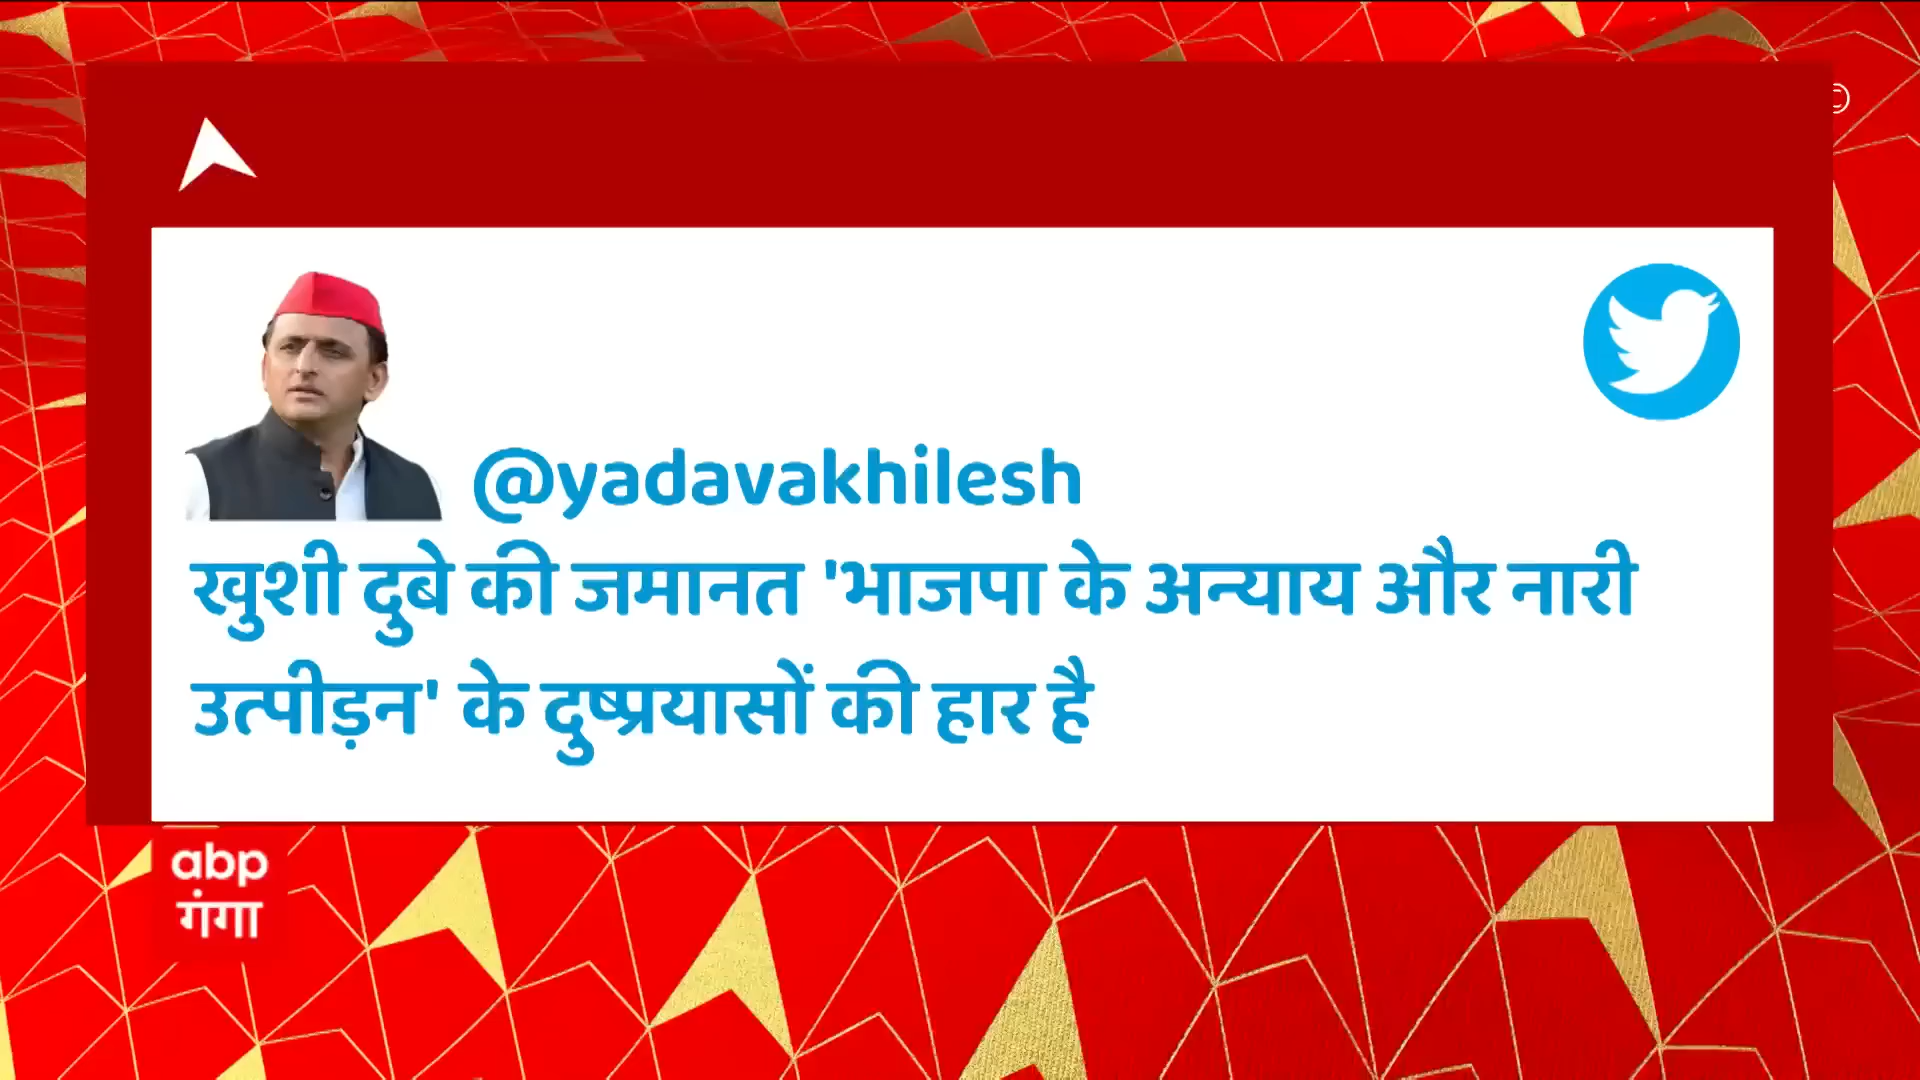 ©
@yadavakhilesh
खुशी दुबे की जमानत 'भाजपा के अन्याय और नारी
उत्पीड़न' के दुष्प्रयासों की हार है
abp
गंगा